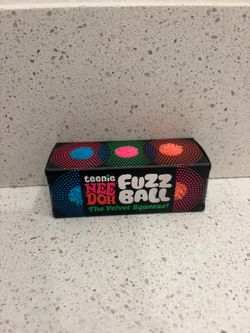 teenie
NEE
DOH
FUZZ
BALL
The Velvet Squeeze!